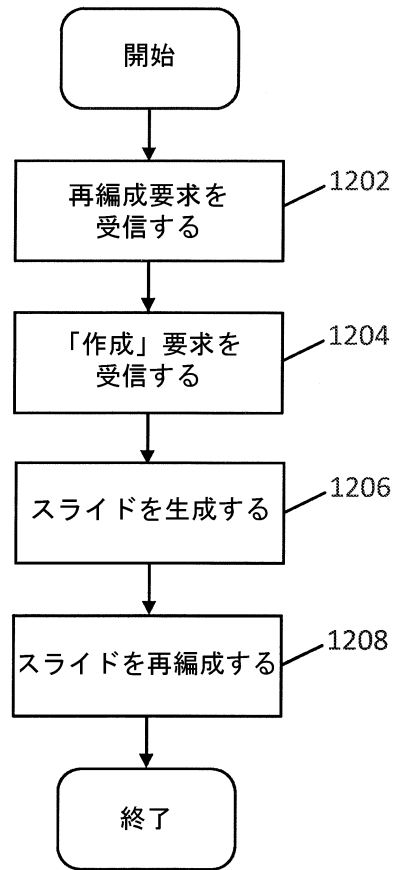 開始
再編成要求を
受信する
1202
「作成」要求を
受信する
1204
スライドを生成する
1206
スライドを再編成する
1208
終了